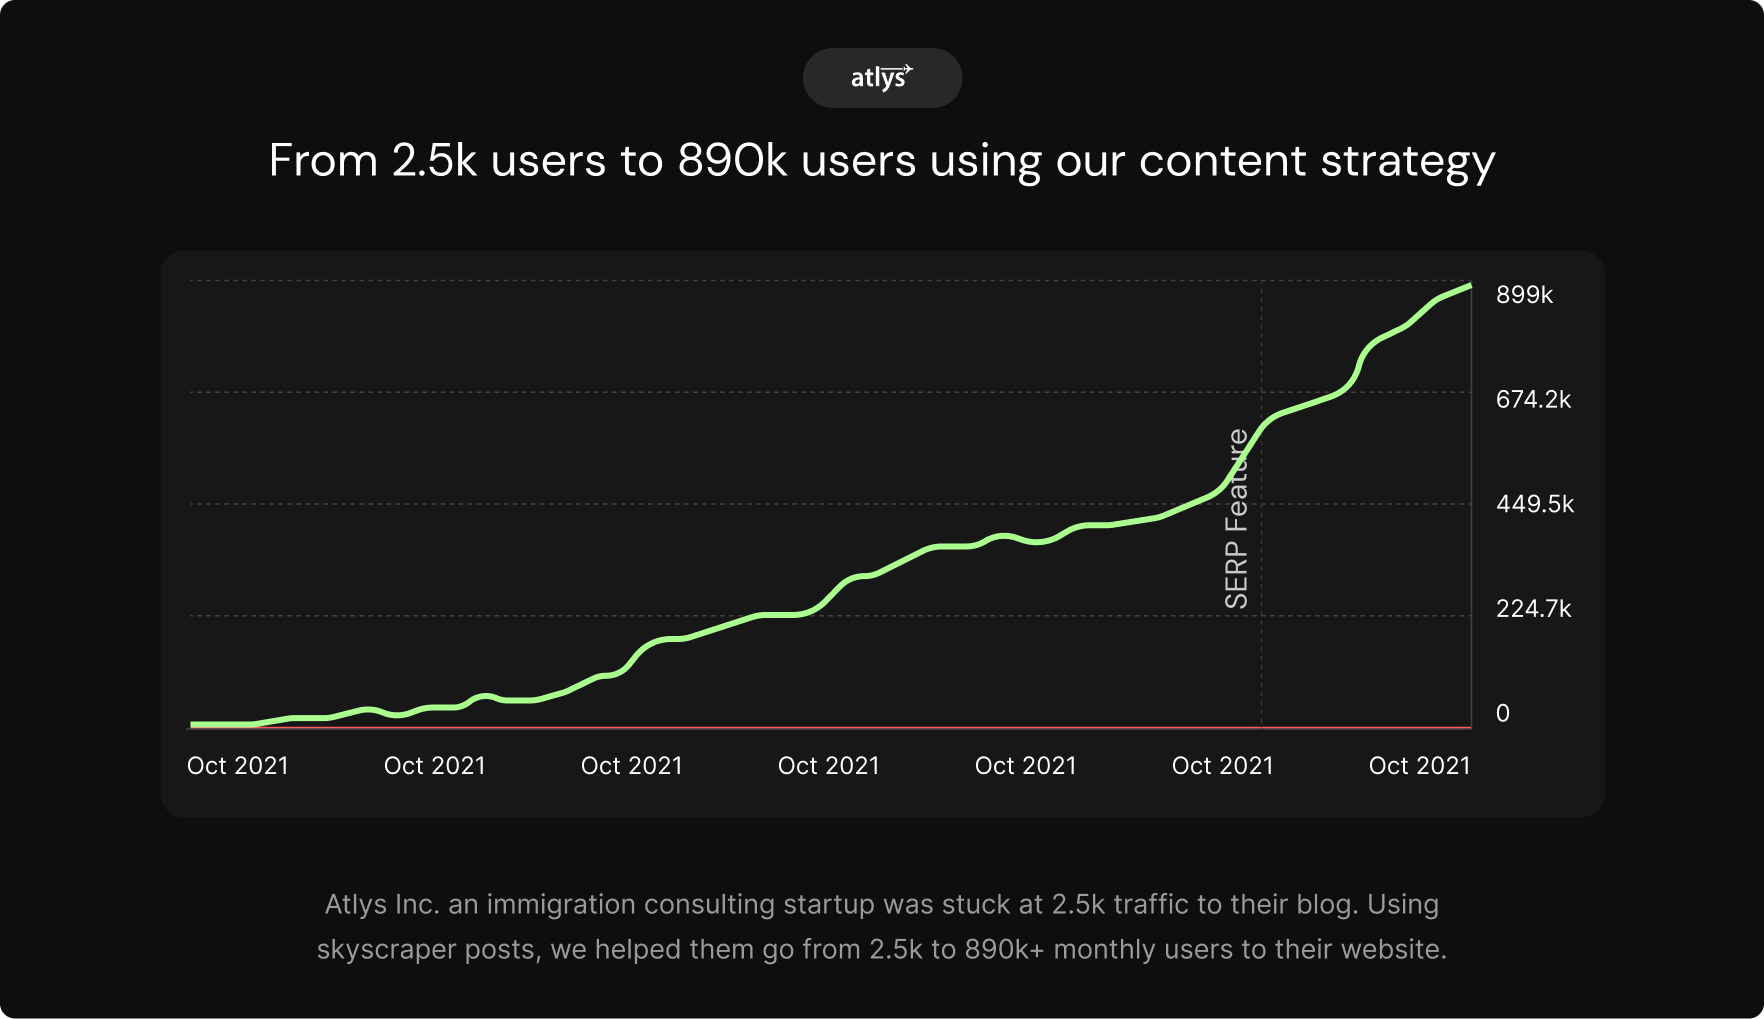 atlys
From 2.5k users to 890k users using our content strategy
899k
674.2k
449.5k
224.7k
0
SERP Feature
Oct 2021 Oct 2021 Oct 2021 Oct 2021 Oct 2021 Oct 2021 Oct 2021
Atlys Inc. an immigration consulting startup was stuck at 2.5k traffic to their blog. Using
skyscraper posts, we helped them go from 2.5k to 890k+ monthly users to their website.